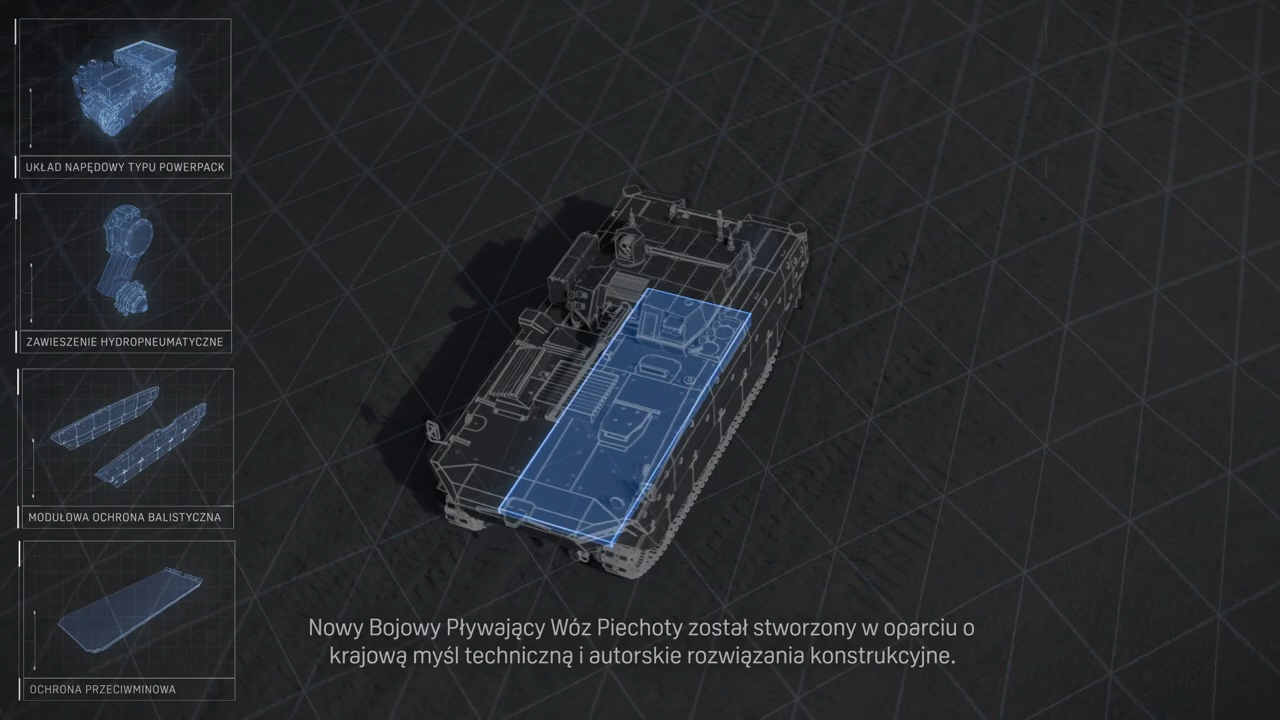 UKŁAD NAPĘDOWY TYPU POWERPACK
ZAWIESZENIE HYDROPNEUMATYCZNE
MODUŁOWA OCHRONA BALISTYCZNA
OCHRONA PRZECIWMINOWA
Nowy Bojowy Pływający Wóz Piechoty został stworzony w oparciu o
krajową myśl techniczną i autorskie rozwiązania konstrukcyjne.